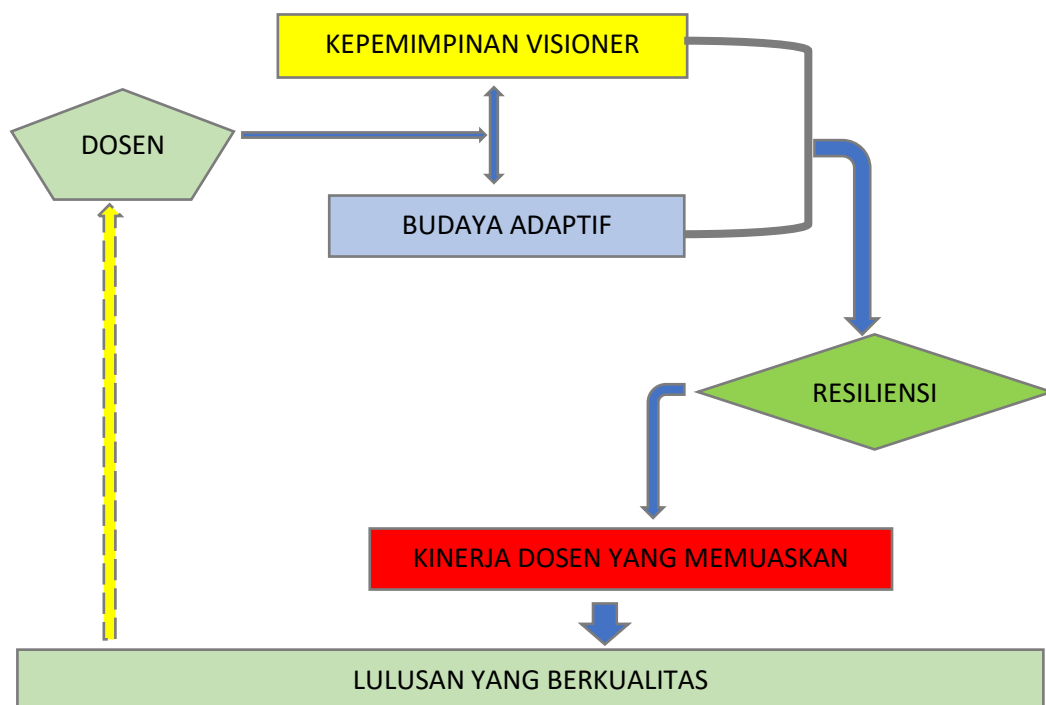 KEPEMIMPINAN VISIONER
DOSEN
BUDAYA ADAPTIF
RESILIENSI
KINERJA DOSEN YANG MEMUASKAN
LULUSAN YANG BERKUALITAS